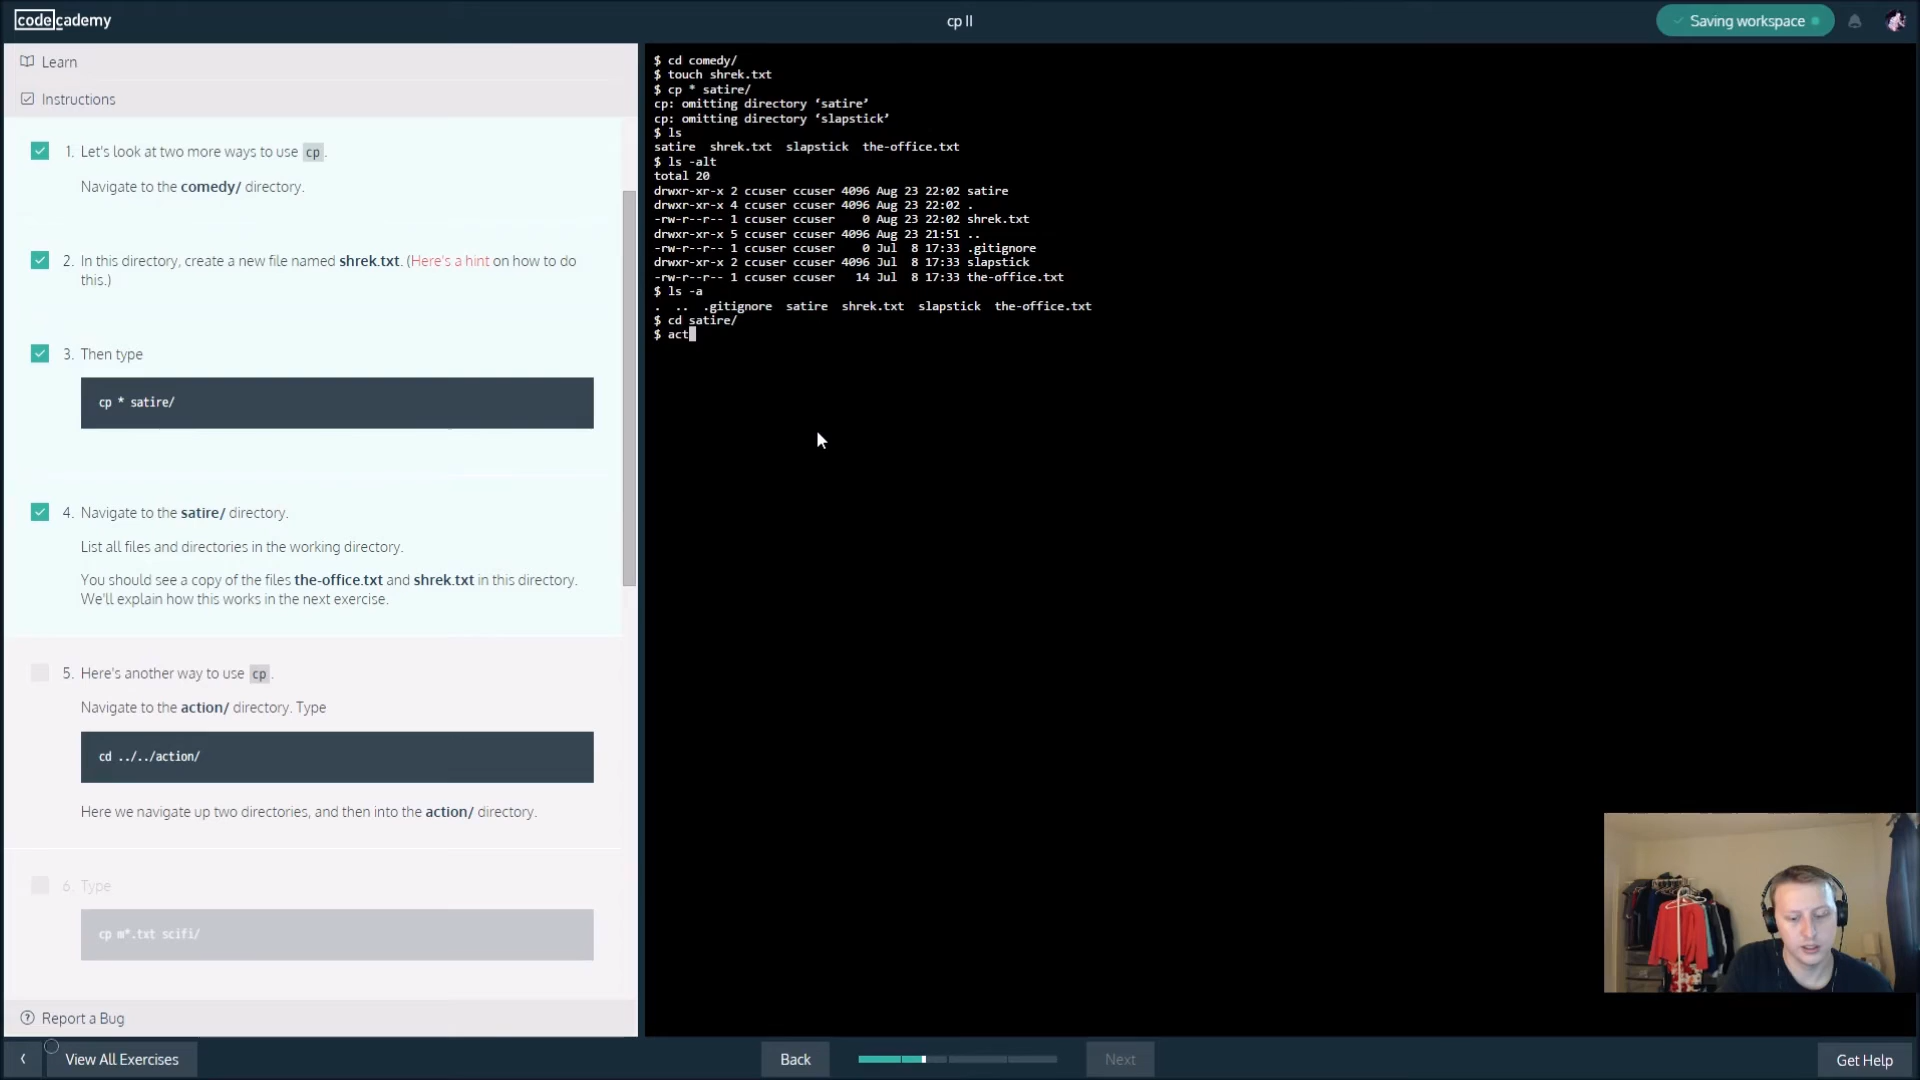 codecademy
cp II
Saving workspace
Learn
Instructions
1. Let's look at two more ways to use cp.
Navigate to the comedy/ directory.
2. In this directory, create a new file named shrek.txt. (Here's a hint on how to do
this.)
3. Then type
cp * satire/
4. Navigate to the satire/ directory.
List all files and directories in the working directory.
You should see a copy of the files the-office.txt and shrek.txt in this directory.
We'll explain how this works in the next exercise.
5. Here's another way to use cp.
Navigate to the action/ directory. Type
cd ../../action/
Here we navigate up two directories, and then into the action/ directory.
6. Type
cp m*.txt scifi/
Report a Bug
$ cd comedy/
$ touch shrek.txt
$ cp * satire/
cp: omitting directory ‘satire’
cp: omitting directory ‘slapstick’
$ ls
satire  shrek.txt  slapstick  the-office.txt
$ ls -alt
total 20
drwxr-xr-x 2 ccuser ccuser 4096 Aug 23 22:02 satire
drwxr-xr-x 4 ccuser ccuser 4096 Aug 23 22:02 .
-rw-r--r-- 1 ccuser ccuser    0 Aug 23 22:02 shrek.txt
drwxr-xr-x 5 ccuser ccuser 4096 Aug 23 21:51 ..
-rw-r--r-- 1 ccuser ccuser    0 Jul  8 17:33 .gitignore
drwxr-xr-x 2 ccuser ccuser 4096 Jul  8 17:33 slapstick
-rw-r--r-- 1 ccuser ccuser   14 Jul  8 17:33 the-office.txt
$ ls -a
.  ..  .gitignore  satire  shrek.txt  slapstick  the-office.txt
$ cd satire/
$ act
View All Exercises
Back
Next
Get Help